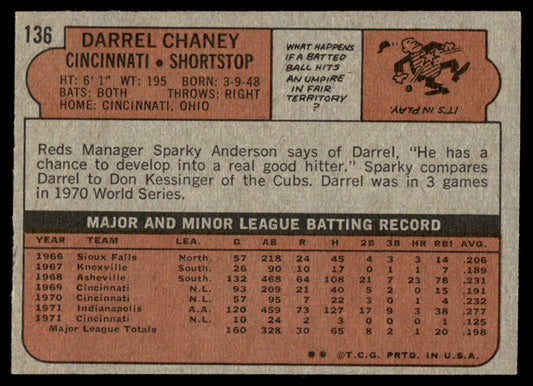 136
DARREL CHANEY
CINCINNATI • SHORTSTOP
HT: 6' 1" WT: 195 BORN: 3-9-48
BATS: BOTH THROWS: RIGHT
HOME: CINCINNATI, OHIO
WHAT HAPPENS
IF A BATTED
BALL HITS
AN UMPIRE
IN FAIR
TERRITORY?
IT'S IN PLAY.
Reds Manager Sparky Anderson says of Darrel, "He has a
chance to develop into a real good hitter." Sparky compares
Darrel to Don Kessinger of the Cubs. Darrel was in 3 games
in 1970 World Series.
MAJOR AND MINOR LEAGUE BATTING RECORD
YEAR TEAM LEA. G AB R H 2B 3B HR RBI AVG.
1966 Sioux Falls North. 57 218 24 45 4 3 3 14 .206
1967 Knoxville South. 26 90 10 17 0 1 0 7 .189
1968 Asheville South. 132 468 64 108 21 7 23 78 .231
1969 Cincinnati N.L. 93 209 21 40 5 2 0 15 .191
1970 Cincinnati N.L. 57 95 7 22 3 0 1 4 .232
1971 Indianapolis A.A. 120 459 73 127 17 9 3 38 .277
1971 Cincinnati N.L. 10 24 2 3 0 0 0 1 .125
Major League Totals 160 328 30 65 8 2 1 20 .198
** © T.C.G. PRTD. IN U.S.A.